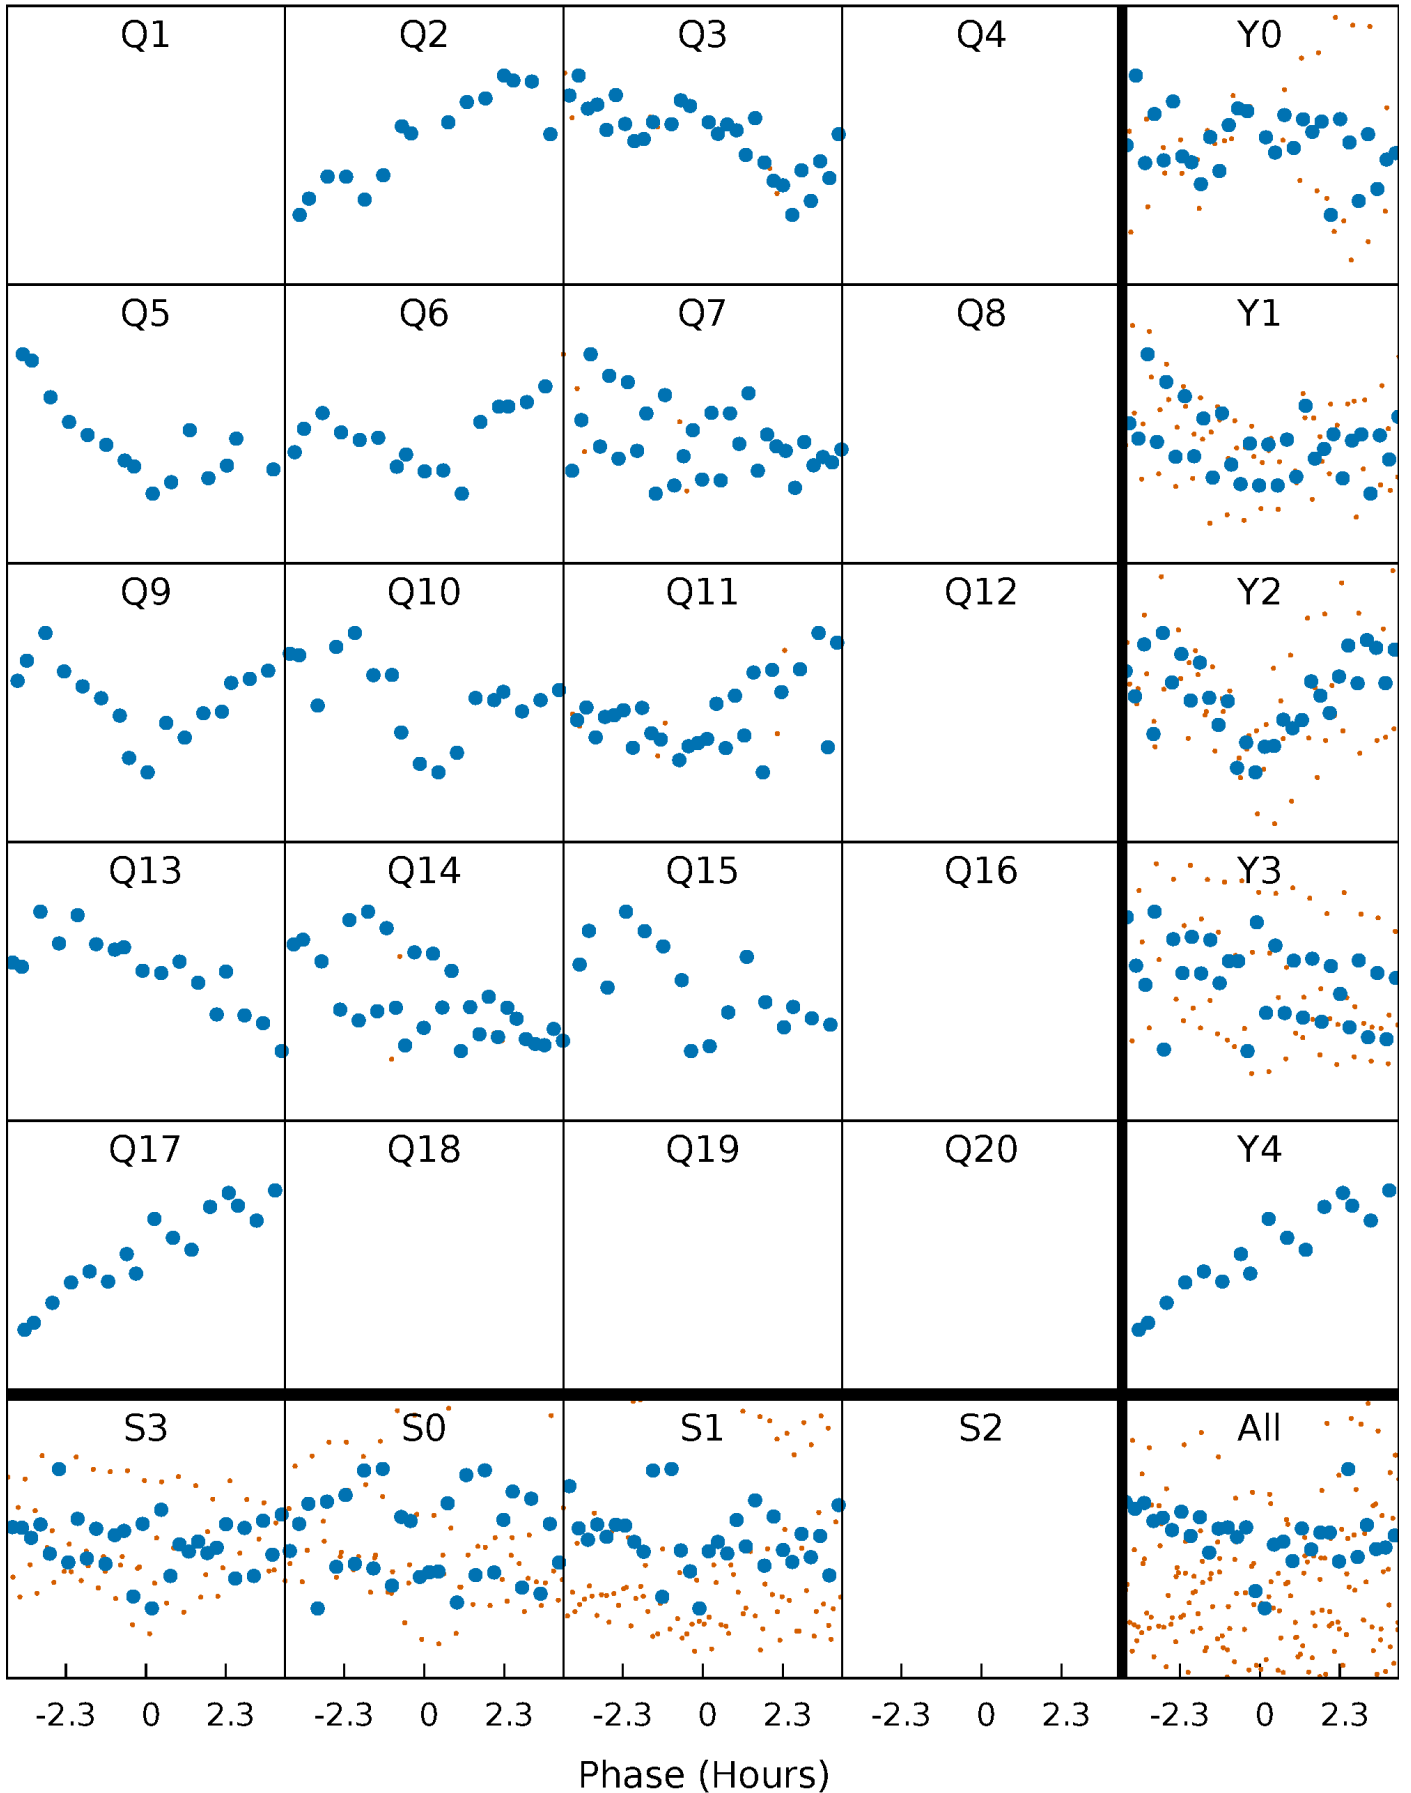 Q1 Q2 Q3 Q4 Y0
Q5 Q6 Q7 Q8 Y1
Q9 Q10 Q11 Q12 Y2
Q13 Q14 Q15 Q16 Y3
Q17 Q18 Q19 Q20 Y4
S3 S0 S1 S2 All
-2.3 0 2.3 -2.3 0 2.3 -2.3 0 2.3 -2.3 0 2.3 -2.3 0 2.3
Phase (Hours)